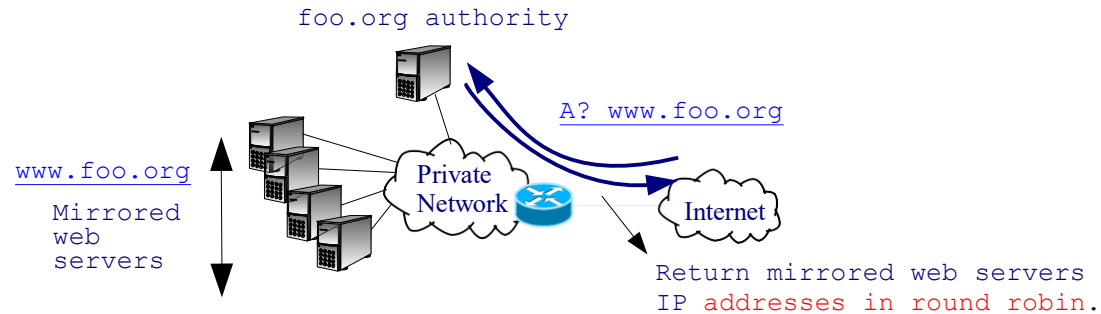 foo.org authority
A? www.foo.org
www.foo.org
Mirrored
web
servers
Private
Network
Internet
Return mirrored web servers
IP addresses in round robin.